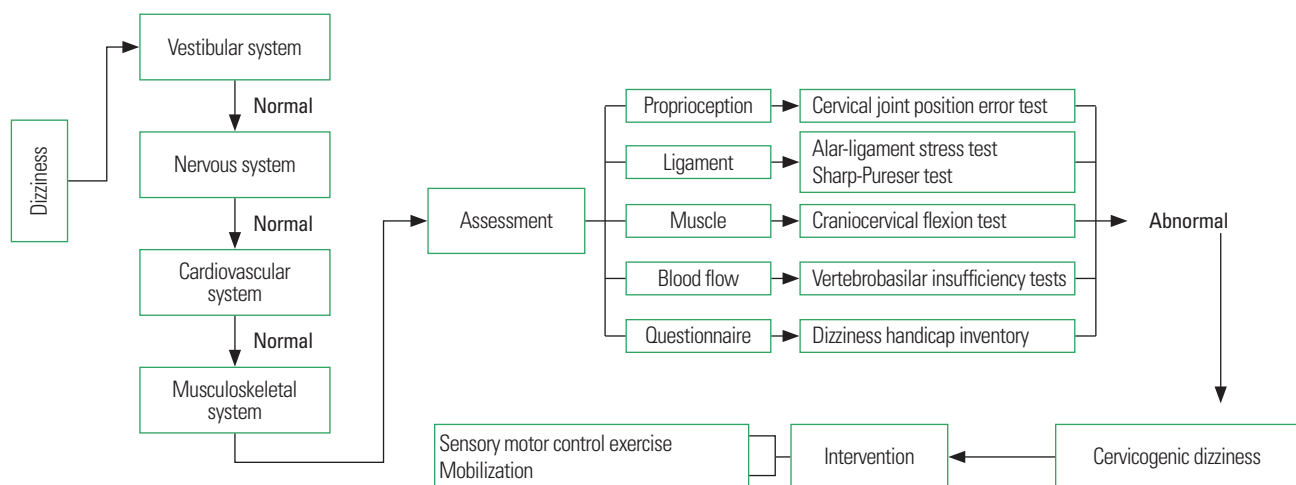 Dizziness
Vestibular system
Normal
Nervous system
Normal
Cardiovascular
system
Normal
Musculoskeletal
system
Assessment
Proprioception
Cervical joint position error test
Ligament
Alar-ligament stress test
Sharp-Pureser test
Muscle
Craniocervical flexion test
Blood flow
Vertebrobasilar insufficiency tests
Questionnaire
Dizziness handicap inventory
Abnormal
Cervicogenic dizziness
Intervention
Sensory motor control exercise
Mobilization